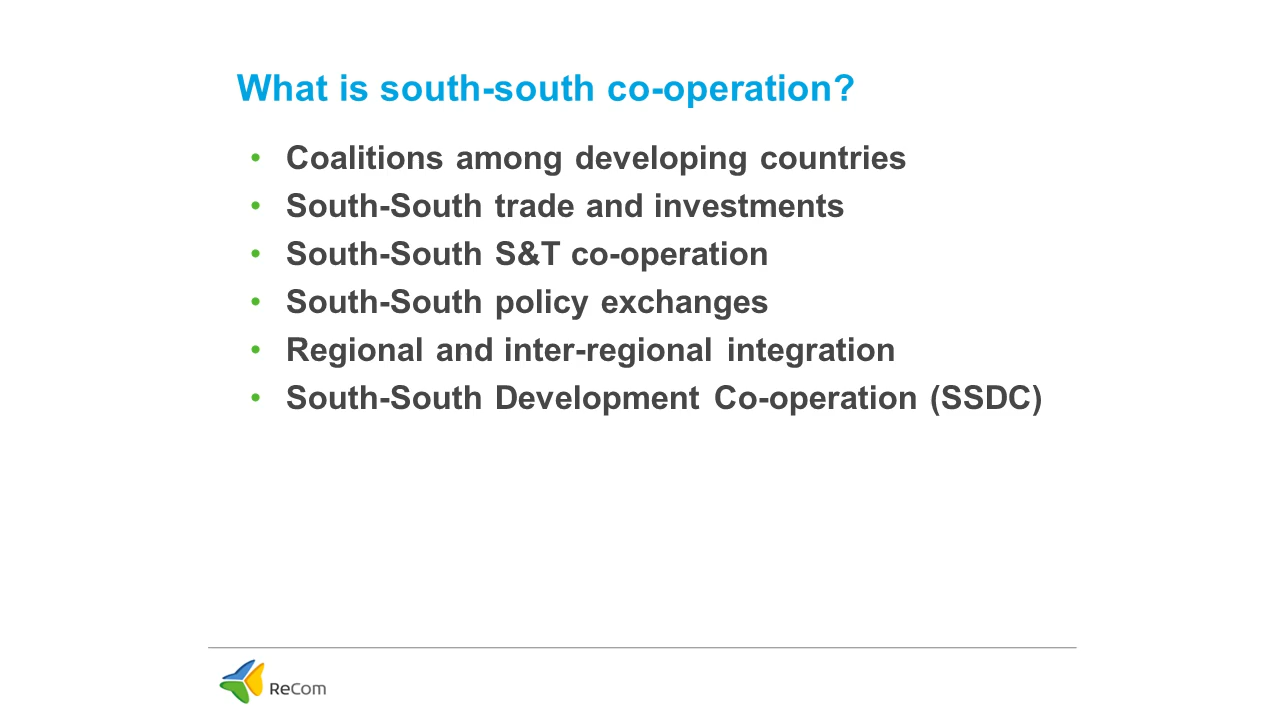 What is south-south co-operation?
• Coalitions among developing countries
• South-South trade and investments
• South-South S&T co-operation
• South-South policy exchanges
• Regional and inter-regional integration
• South-South Development Co-operation (SSDC)
ReCom